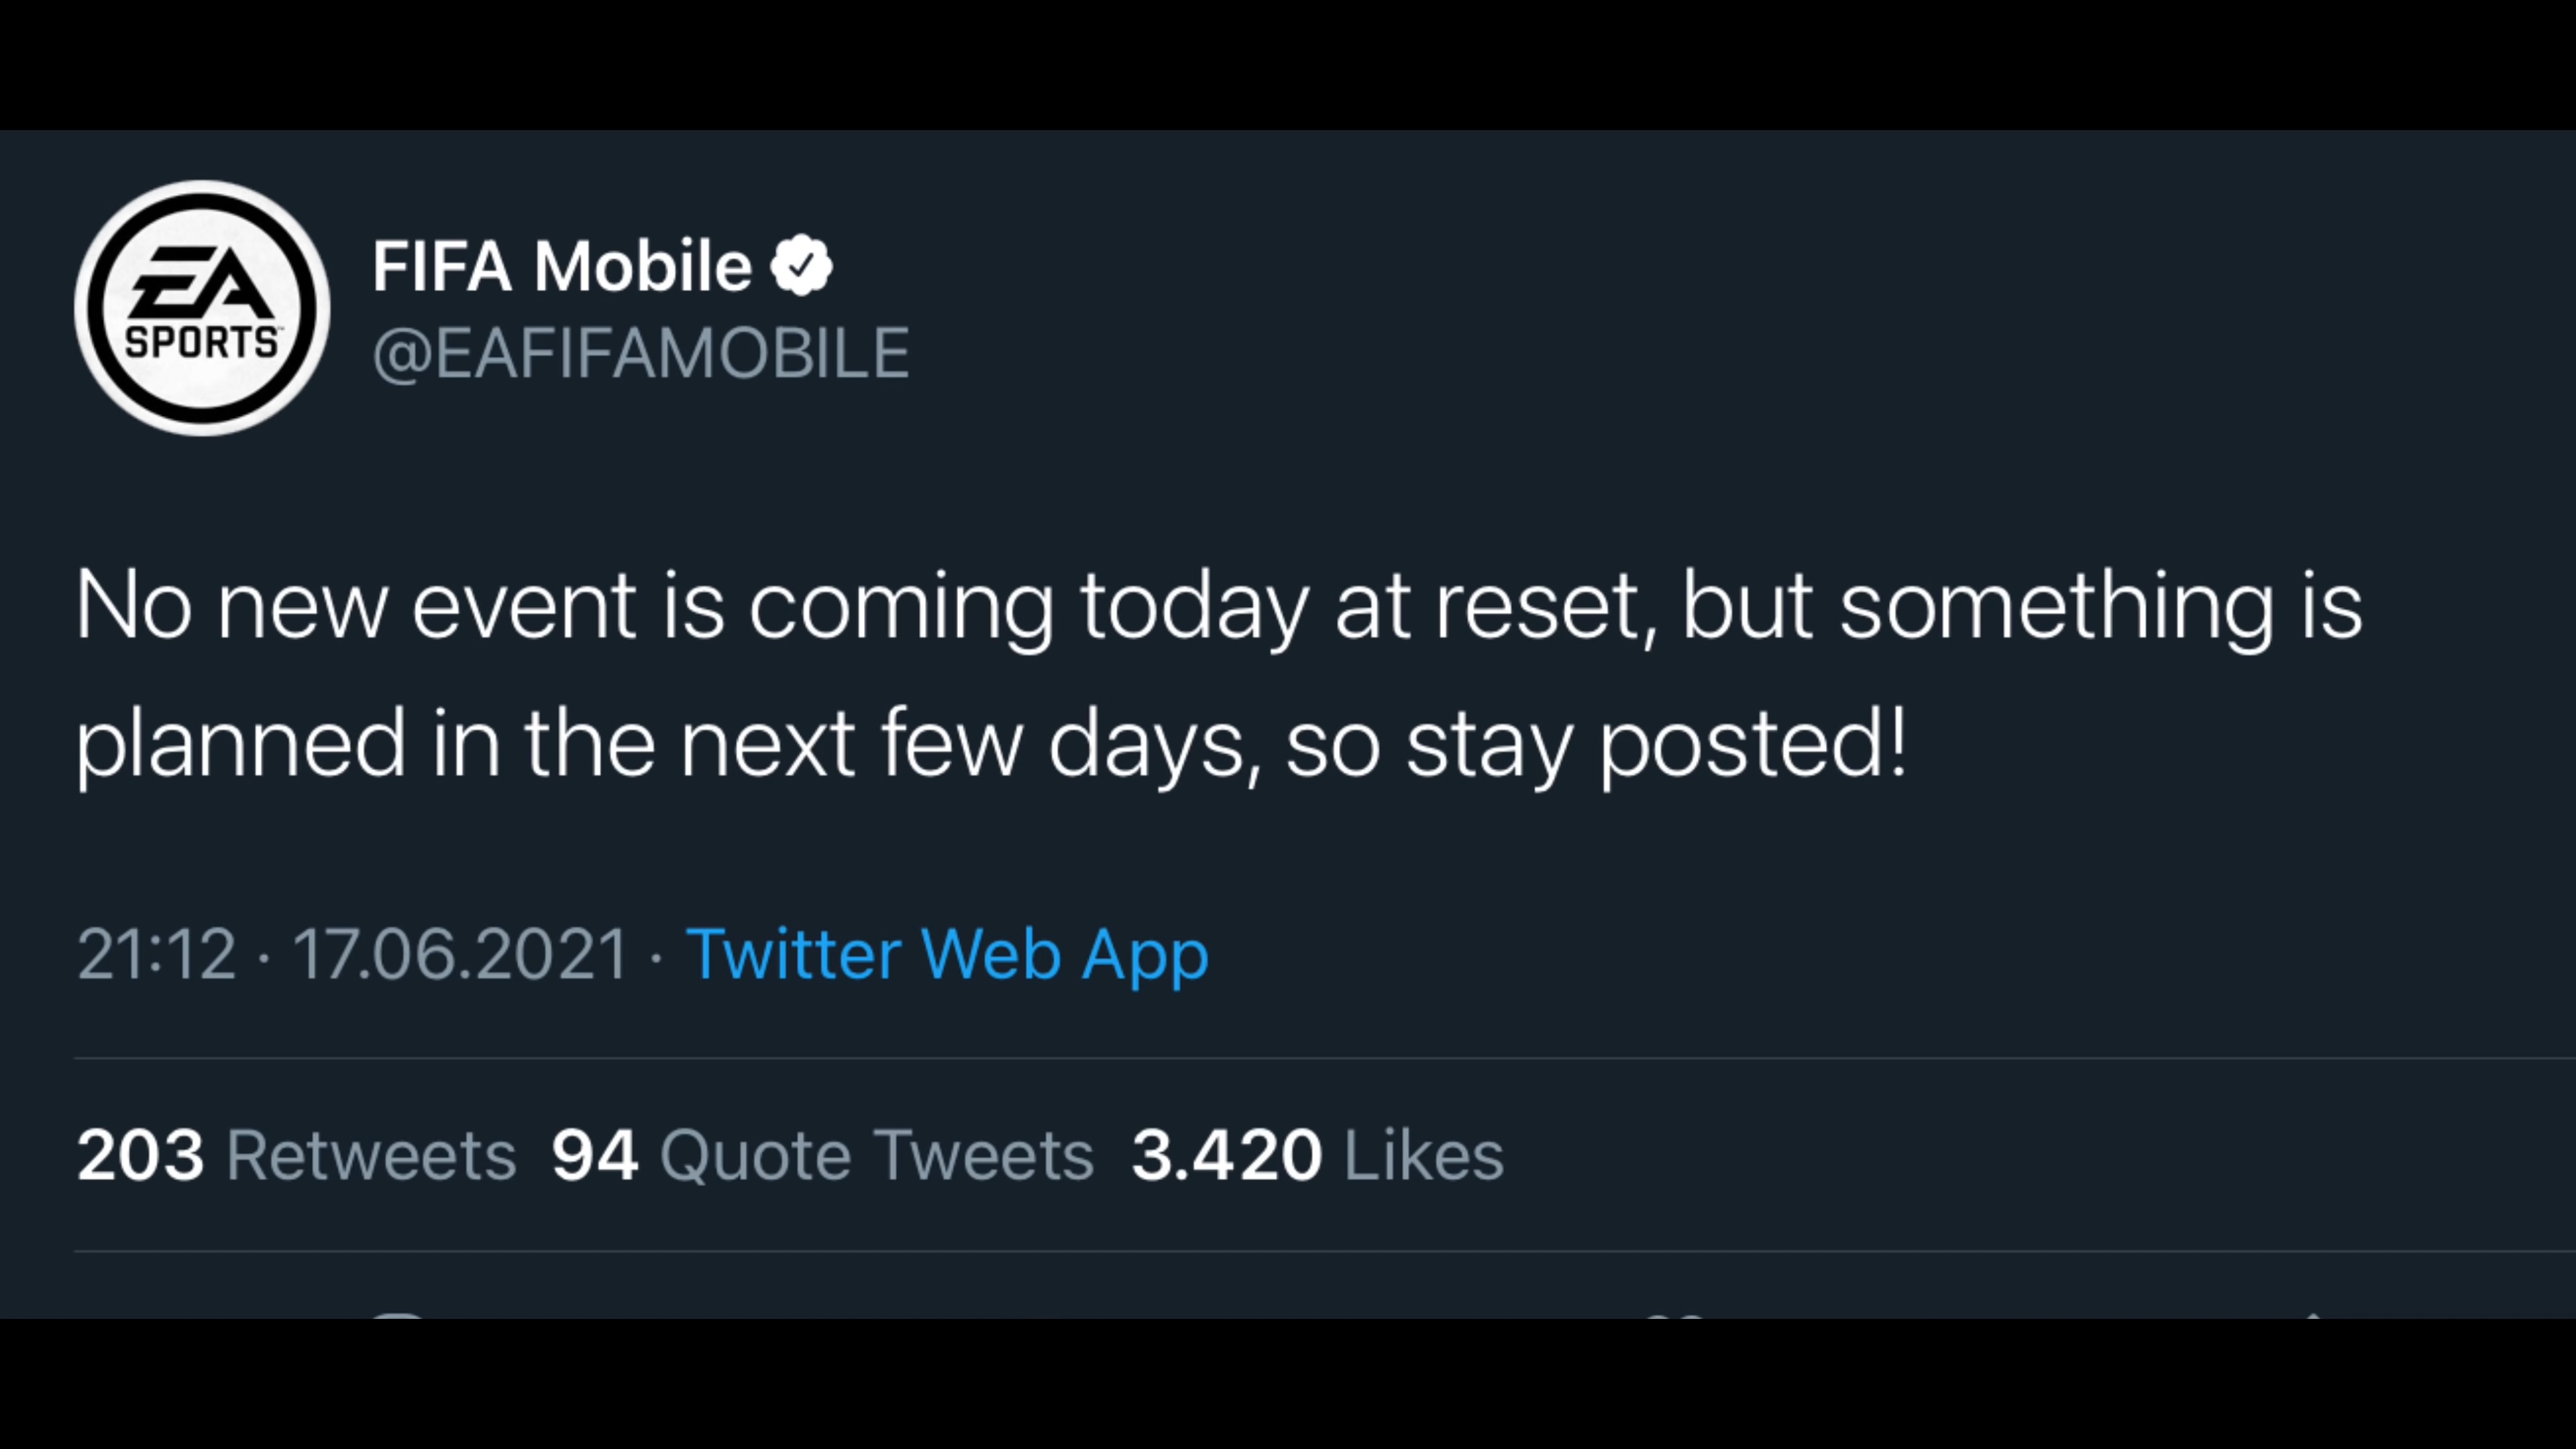 EA
SPORTS
FIFA Mobile
@EAFIFAMOBILE
No new event is coming today at reset, but something is
planned in the next few days, so stay posted!
21:12 · 17.06.2021 · Twitter Web App
203 Retweets 94 Quote Tweets 3.420 Likes